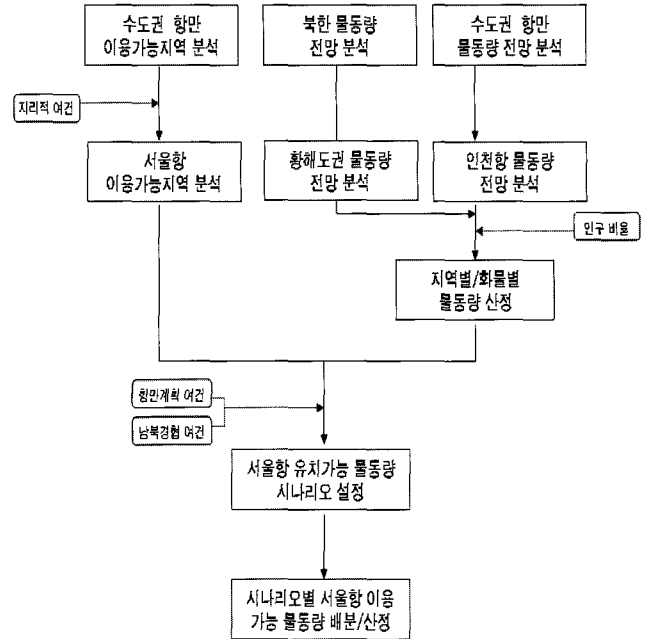 수도권 항만
이용가능지역 분석
북한 물동량
전망 분석
수도권 항만
물동량 전망 분석
지리적 여건
서울항
이용가능지역 분석
황해도권 물동량
전망 분석
인천항 물동량
전망 분석
인구 비율
지역별/화물별
물동량 산정
항만계획 여건
남북경협 여건
서울항 유치가능 물동량
시나리오 설정
시나리오별 서울항 이용
가능 물동량 배분/산정